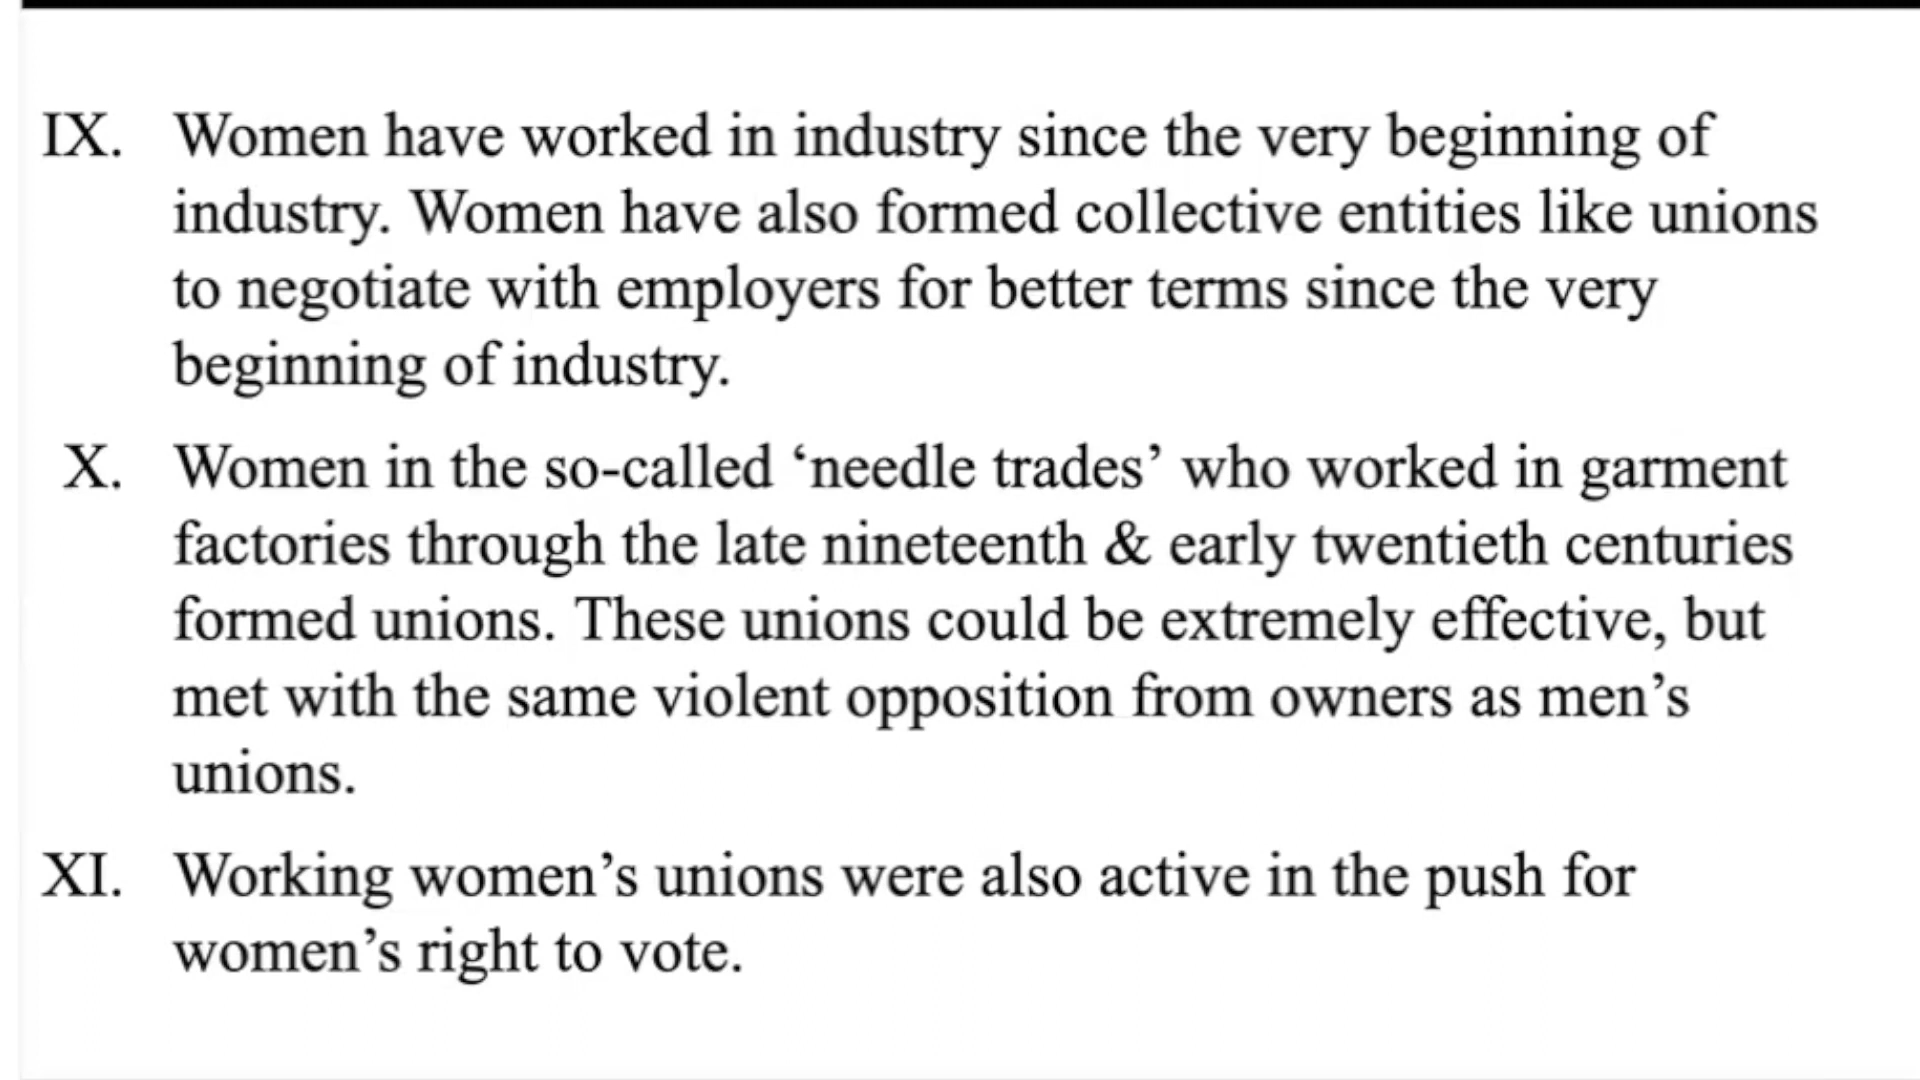 IX. Women have worked in industry since the very beginning of
industry. Women have also formed collective entities like unions
to negotiate with employers for better terms since the very
beginning of industry.
X. Women in the so-called ‘needle trades’ who worked in garment
factories through the late nineteenth & early twentieth centuries
formed unions. These unions could be extremely effective, but
met with the same violent opposition from owners as men’s
unions.
XI. Working women’s unions were also active in the push for
women’s right to vote.